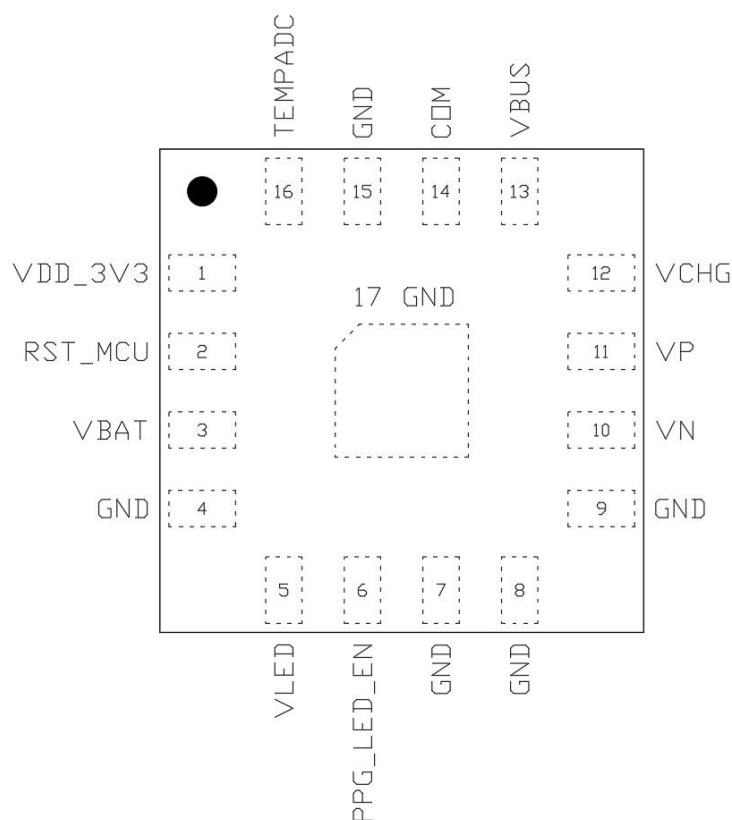 TEMPADC
GND
COM
VBUS
16
15
14
13
VDD_3V3
1
12
VCHG
17 GND
RST_MCU
2
11
VP
VBAT
3
10
VN
GND
4
9
GND
5
6
7
8
VLED
PPG_LED_EN
GND
GND